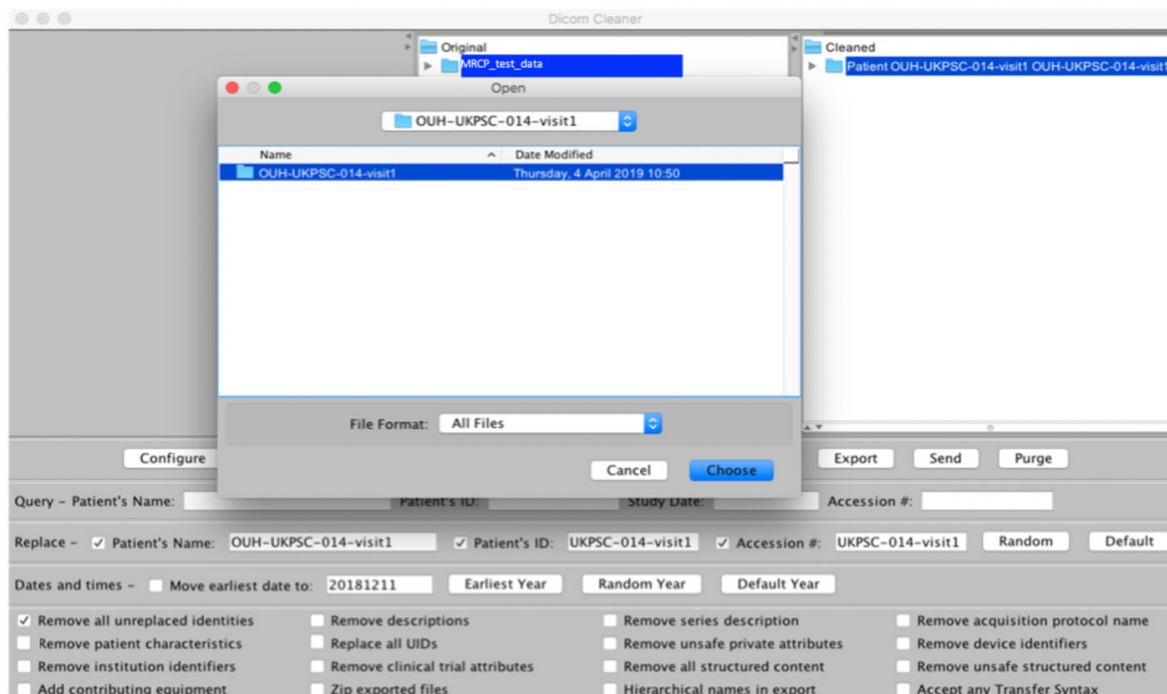 Dicom Cleaner
Original
MRCP_test_data
Cleaned
Patient OUH-UKPSC-014-visit1 OUH-UKPSC-014-visit1
Open
OUH-UKPSC-014-visit1
Name Date Modified
OUH-UKPSC-014-visit1 Thursday, 4 April 2019 10:50
File Format: All Files
Cancel Choose
Configure Export Send Purge
Query - Patient's Name: Patient's ID: Study Date: Accession #:
Replace - Patient's Name: OUH-UKPSC-014-visit1 Patient's ID: UKPSC-014-visit1 Accession #: UKPSC-014-visit1 Random Default
Dates and times - Move earliest date to: 20181211 Earliest Year Random Year Default Year
Remove all unreplaced identities Remove descriptions Remove series description Remove acquisition protocol name
Remove patient characteristics Replace all UIDs Remove unsafe private attributes Remove device identifiers
Remove institution identifiers Remove clinical trial attributes Remove all structured content Remove unsafe structured content
Add contributing equipment Zip exported files Hierarchical names in export Accept any Transfer Syntax